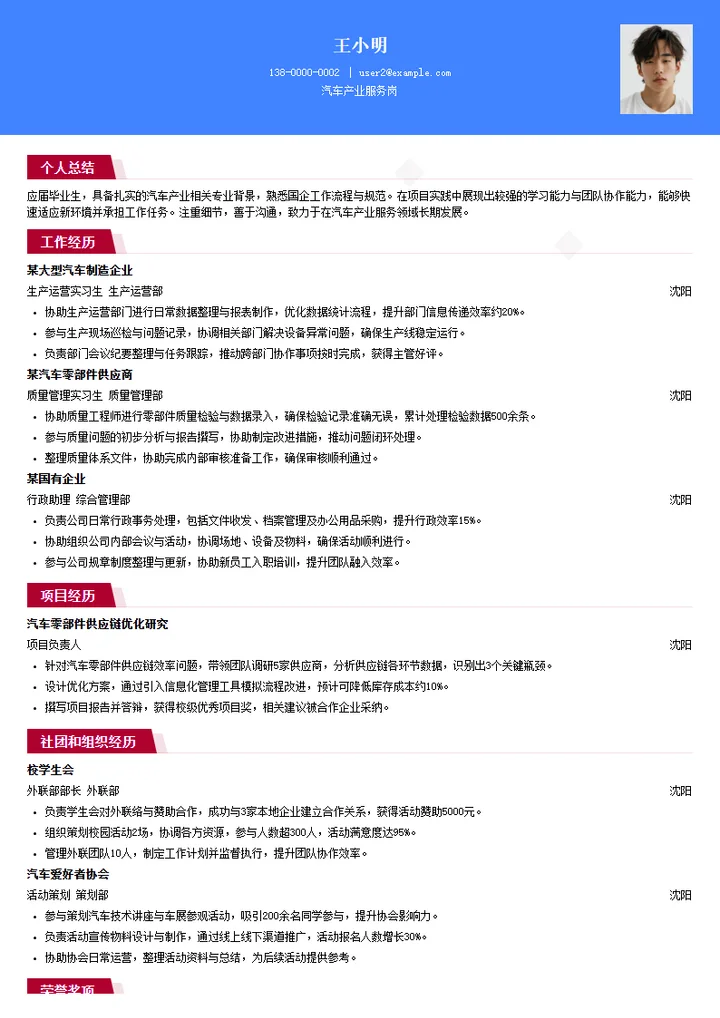 王小明
138-0000-0002 | user2@example.com
汽车产业服务岗
个人总结
应届毕业生，具备扎实的汽车产业相关专业背景，熟悉国企工作流程与规范。在项目实践中展现出较强的学习能力与团队协作能力，能够快
速适应新环境并承担工作任务。注重细节，善于沟通，致力于在汽车产业服务领域长期发展。
工作经历
某大型汽车制造企业
生产运营实习生 生产运营部 沈阳
• 协助生产运营部门进行日常数据整理与报表制作，优化数据统计流程，提升部门信息传递效率约20%。
• 参与生产现场巡检与问题记录，协调相关部门解决设备异常问题，确保生产线稳定运行。
• 负责部门会议纪要整理与任务跟踪，推动跨部门协作事项按时完成，获得主管好评。
某汽车零部件供应商
质量管理实习生 质量管理部 沈阳
• 协助质量工程师进行零部件质量检验与数据录入，确保检验记录准确无误，累计处理检验数据500余条。
• 参与质量问题的初步分析与报告撰写，协助制定改进措施，推动问题闭环处理。
• 整理质量体系文件，协助完成内部审核准备工作，确保审核顺利通过。
某国有企业
行政助理 综合管理部 沈阳
• 负责公司日常行政事务处理，包括文件收发、档案管理及办公用品采购，提升行政效率15%。
• 协助组织公司内部会议与活动，协调场地、设备及物料，确保活动顺利进行。
• 参与公司规章制度整理与更新，协助新员工入职培训，提升团队融入效率。
项目经历
汽车零部件供应链优化研究
项目负责人 沈阳
• 针对汽车零部件供应链效率问题，带领团队调研5家供应商，分析供应链各环节数据，识别出3个关键瓶颈。
• 设计优化方案，通过引入信息化管理工具模拟流程改进，预计可降低库存成本约10%。
• 撰写项目报告并答辩，获得校级优秀项目奖，相关建议被合作企业采纳。
社团和组织经历
校学生会
外联部部长 外联部 沈阳
• 负责学生会对外联络与赞助合作，成功与3家本地企业建立合作关系，获得活动赞助5000元。
• 组织策划校园活动2场，协调各方资源，参与人数超300人，活动满意度达95%。
• 管理外联团队10人，制定工作计划并监督执行，提升团队协作效率。
汽车爱好者协会
活动策划 策划部 沈阳
• 参与策划汽车技术讲座与车展参观活动，吸引200余名同学参与，提升协会影响力。
• 负责活动宣传物料设计与制作，通过线上线下渠道推广，活动报名人数增长30%。
• 协助协会日常运营，整理活动资料与总结，为后续活动提供参考。
荣誉奖项